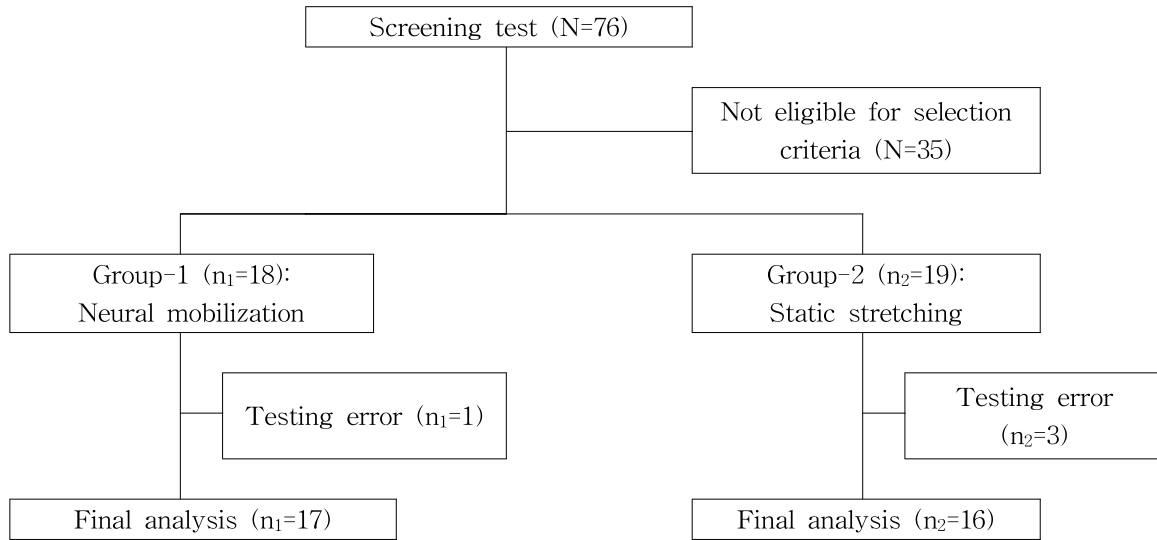 Screening test (N=76)
Not eligible for selection
criteria (N=35)
Group-1 (n₁=18):
Neural mobilization
Group-2 (n₂=19):
Static stretching
Testing error (n₁=1)
Testing error
(n₂=3)
Final analysis (n₁=17)
Final analysis (n₂=16)